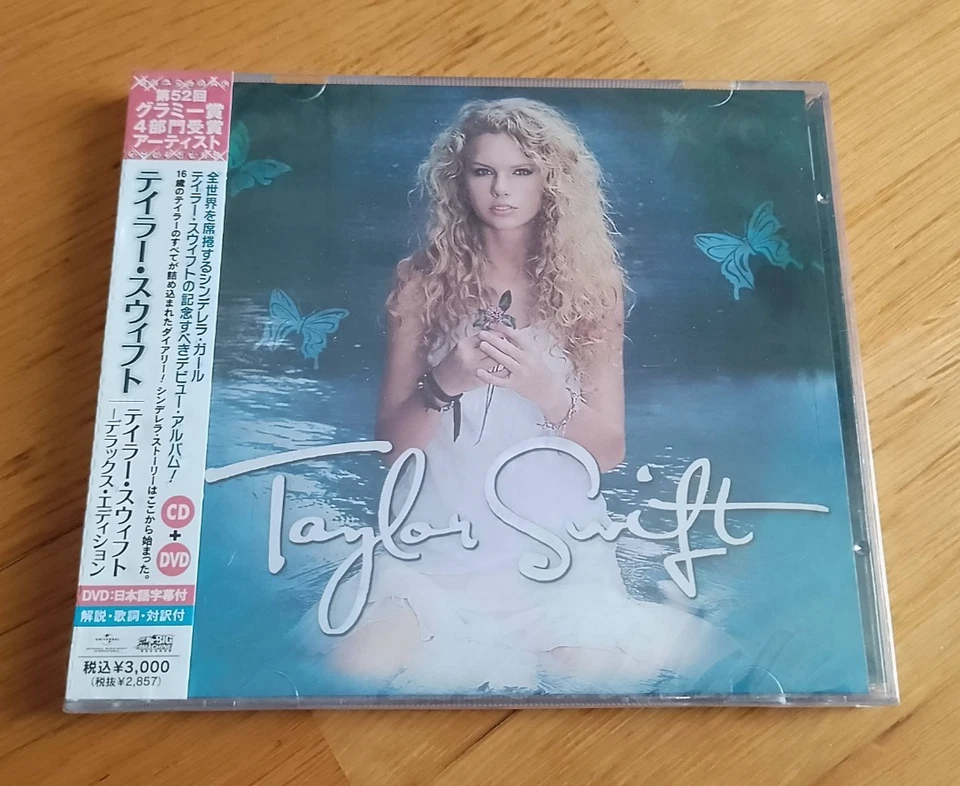 第52回
グラミー賞
4部門受賞
アーティスト
全世界を席捲するシンデレラ・ガール
テイラー・スウィフトの記念すべきデビュー・アルバム!
16歳のテイラーのすべてが詰め込まれたダイアリー! シンデレラ・ストーリーはここから始まった。
テイラー・スウィフト
テイラー・スウィフト
—デラックス・エディション
CD
+
DVD
DVD:日本語字幕付
解説・歌詞・対訳付
UNIVERSAL
BIG
税込¥3,000
(税抜¥2,857)
Taylor Swift